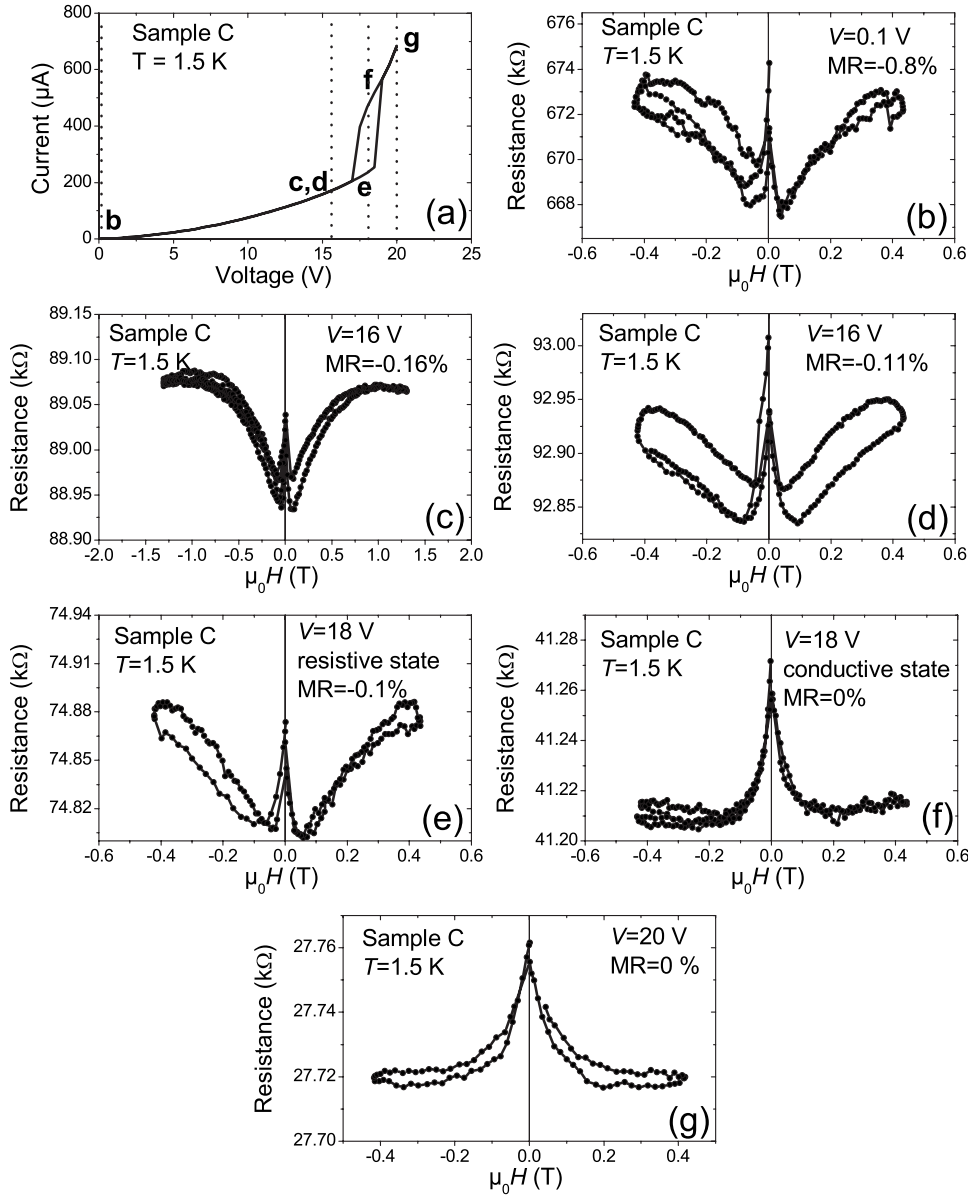 Sample C
T = 1.5 K
g
f
c,d
e
b
(a)
800
600
400
200
0
0
5
10
15
20
25
Current (µA)
Voltage (V)
Sample C
T=1.5 K
V=0.1 V
MR=-0.8%
(b)
676
674
672
670
668
-0.6
-0.4
-0.2
0.0
0.2
0.4
0.6
Resistance (kΩ)
µ0H (T)
Sample C
T=1.5 K
V=16 V
MR=-0.16%
(c)
89.15
89.10
89.05
89.00
88.95
88.90
-2.0
-1.5
-1.0
-0.5
0.0
0.5
1.0
1.5
2.0
Resistance (kΩ)
µ0H (T)
Sample C
T=1.5 K
V=16 V
MR=-0.11%
(d)
93.00
92.95
92.90
92.85
-0.6
-0.4
-0.2
0.0
0.2
0.4
0.6
Resistance (kΩ)
µ0H (T)
Sample C
T=1.5 K
V=18 V
resistive state
MR=-0.1%
(e)
74.94
74.91
74.88
74.85
74.82
-0.6
-0.4
-0.2
0.0
0.2
0.4
0.6
Resistance (kΩ)
µ0H (T)
Sample C
T=1.5 K
V=18 V
conductive state
MR=0%
(f)
41.28
41.26
41.24
41.22
41.20
-0.6
-0.4
-0.2
0.0
0.2
0.4
0.6
Resistance (kΩ)
µ0H (T)
Sample C
T=1.5 K
V=20 V
MR=0 %
(g)
27.76
27.74
27.72
27.70
-0.4
-0.2
0.0
0.2
0.4
Resistance (kΩ)
µ0H (T)